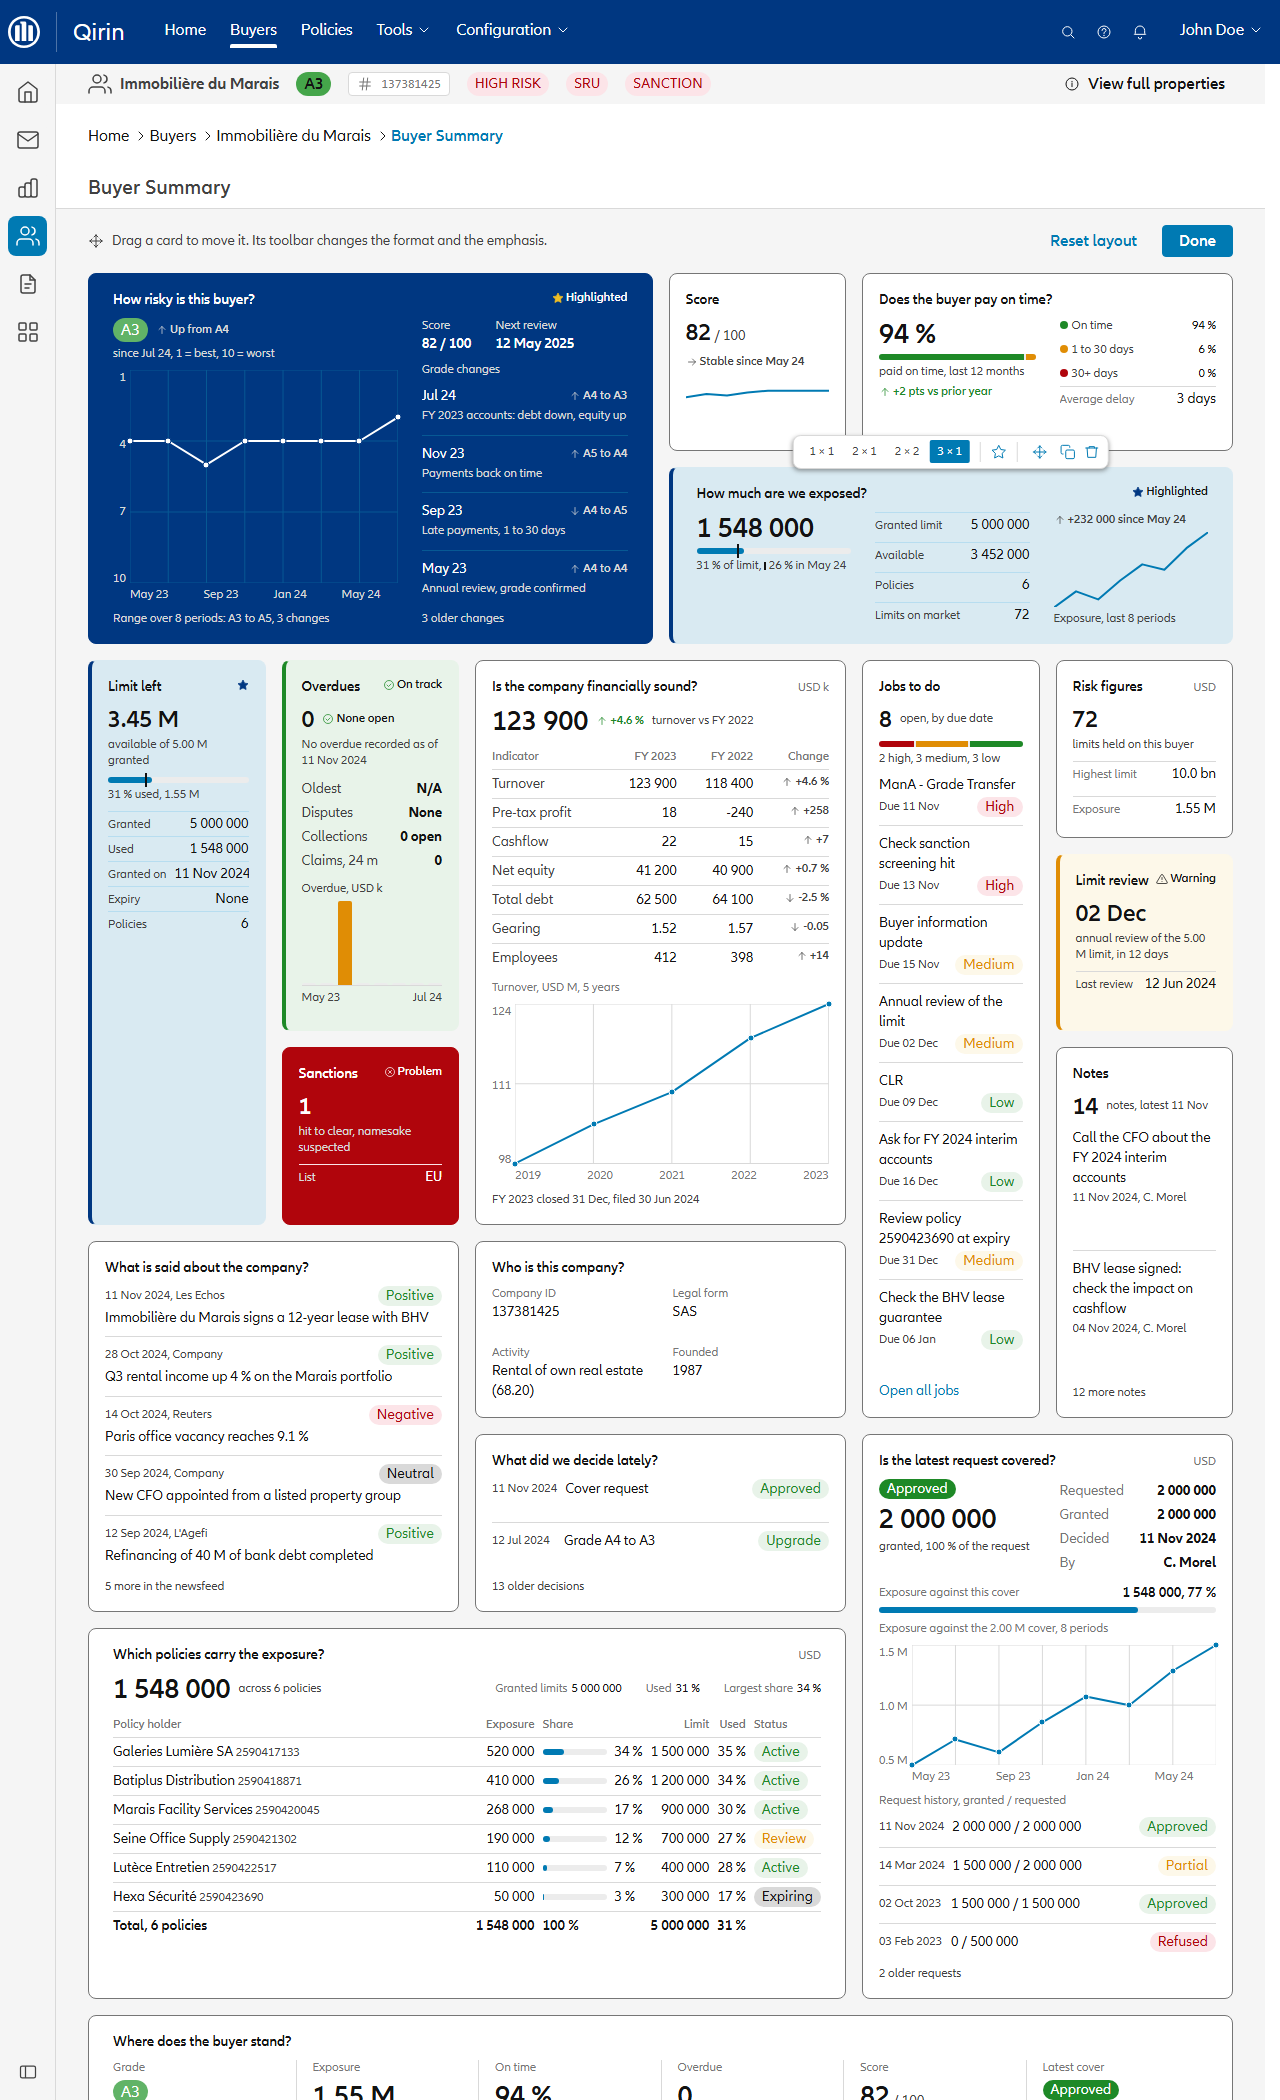 Qirin
Home
Buyers
Policies
Tools
Configuration
John Doe
Immobilière du Marais
A3
# 137381425
HIGH RISK
SRU
SANCTION
View full properties
Home > Buyers > Immobilière du Marais > Buyer Summary
Buyer Summary
Drag a card to move it. Its toolbar changes the format and the emphasis.
Reset layout
Done
How risky is this buyer?
Highlighted
A3
↑ Up from A4
since Jul 24, 1 = best, 10 = worst
1
4
7
10
May 23
Sep 23
Jan 24
May 24
Range over 8 periods: A3 to A5, 3 changes
Score
82 / 100
Next review
12 May 2025
Grade changes
Jul 24
↑ A4 to A3
FY 2023 accounts: debt down, equity up
Nov 23
↑ A5 to A4
Payments back on time
Sep 23
↓ A4 to A5
Late payments, 1 to 30 days
May 23
↑ A4 to A4
Annual review, grade confirmed
3 older changes
Score
82 / 100
→ Stable since May 24
Does the buyer pay on time?
94 %
paid on time, last 12 months
↑ +2 pts vs prior year
On time 94 %
1 to 30 days 6 %
30+ days 0 %
Average delay 3 days
1 × 1
2 × 1
2 × 2
3 × 1
How much are we exposed?
Highlighted
1 548 000
31 % of limit, 26 % in May 24
Granted limit 5 000 000
Available 3 452 000
Policies 6
Limits on market 72
↑ +232 000 since May 24
Exposure, last 8 periods
Limit left
3.45 M
available of 5.00 M
granted
31 % used, 1.55 M
Granted 5 000 000
Used 1 548 000
Granted on 11 Nov 2024
Expiry None
Policies 6
Overdues
On track
0 None open
No overdue recorded as of
11 Nov 2024
Oldest N/A
Disputes None
Collections 0 open
Claims, 24 m 0
Overdue, USD k
May 23
Jul 24
Sanctions
Problem
1
hit to clear, namesake
suspected
List EU
Is the company financially sound?
USD k
123 900 ↑ +4.6 % turnover vs FY 2022
Indicator FY 2023 FY 2022 Change
Turnover 123 900 118 400 ↑ +4.6 %
Pre-tax profit 18 -240 ↑ +258
Cashflow 22 15 ↑ +7
Net equity 41 200 40 900 ↑ +0.7 %
Total debt 62 500 64 100 ↓ -2.5 %
Gearing 1.52 1.57 ↓ -0.05
Employees 412 398 ↑ +14
Turnover, USD M, 5 years
124
111
98
2019
2020
2021
2022
2023
FY 2023 closed 31 Dec, filed 30 Jun 2024
Jobs to do
8 open, by due date
2 high, 3 medium, 3 low
ManA - Grade Transfer
Due 11 Nov High
Check sanction
screening hit
Due 13 Nov High
Buyer information
update
Due 15 Nov Medium
Annual review of the
limit
Due 02 Dec Medium
CLR
Due 09 Dec Low
Ask for FY 2024 interim
accounts
Due 16 Dec Low
Review policy
2590423690 at expiry
Due 31 Dec Medium
Check the BHV lease
guarantee
Due 06 Jan Low
Open all jobs
Risk figures
USD
72
limits held on this buyer
Highest limit 10.0 bn
Exposure 1.55 M
Limit review
Warning
02 Dec
annual review of the 5.00
M limit, in 12 days
Last review 12 Jun 2024
Notes
14 notes, latest 11 Nov
Call the CFO about the
FY 2024 interim
accounts
11 Nov 2024, C. Morel
BHV lease signed:
check the impact on
cashflow
04 Nov 2024, C. Morel
12 more notes
What is said about the company?
11 Nov 2024, Les Echos Positive
Immobilière du Marais signs a 12-year lease with BHV
28 Oct 2024, Company Positive
Q3 rental income up 4 % on the Marais portfolio
14 Oct 2024, Reuters Negative
Paris office vacancy reaches 9.1 %
30 Sep 2024, Company Neutral
New CFO appointed from a listed property group
12 Sep 2024, L'Agefi Positive
Refinancing of 40 M of bank debt completed
5 more in the newsfeed
Who is this company?
Company ID
137381425
Legal form
SAS
Activity
Rental of own real estate
(68.20)
Founded
1987
What did we decide lately?
11 Nov 2024 Cover request Approved
12 Jul 2024 Grade A4 to A3 Upgrade
13 older decisions
Is the latest request covered?
USD
Approved
2 000 000
granted, 100 % of the request
Requested 2 000 000
Granted 2 000 000
Decided 11 Nov 2024
By C. Morel
Exposure against this cover 1 548 000, 77 %
Exposure against the 2.00 M cover, 8 periods
1.5 M
1.0 M
0.5 M
May 23
Sep 23
Jan 24
May 24
Request history, granted / requested
11 Nov 2024 2 000 000 / 2 000 000 Approved
14 Mar 2024 1 500 000 / 2 000 000 Partial
02 Oct 2023 1 500 000 / 1 500 000 Approved
03 Feb 2023 0 / 500 000 Refused
2 older requests
Which policies carry the exposure?
USD
1 548 000 across 6 policies
Granted limits 5 000 000
Used 31 %
Largest share 34 %
Policy holder Exposure Share Limit Used Status
Galeries Lumière SA 2590417133 520 000 34 % 1 500 000 35 % Active
Batiplus Distribution 2590418871 410 000 26 % 1 200 000 34 % Active
Marais Facility Services 2590420045 268 000 17 % 900 000 30 % Active
Seine Office Supply 2590421302 190 000 12 % 700 000 27 % Review
Lutèce Entretien 2590422517 110 000 7 % 400 000 28 % Active
Hexa Sécurité 2590423690 50 000 3 % 300 000 17 % Expiring
Total, 6 policies 1 548 000 100 % 5 000 000 31 %
Where does the buyer stand?
Grade
A3
Exposure
1.55 M
On time
94 %
Overdue
0
Score
82 / 100
Latest cover
Approved